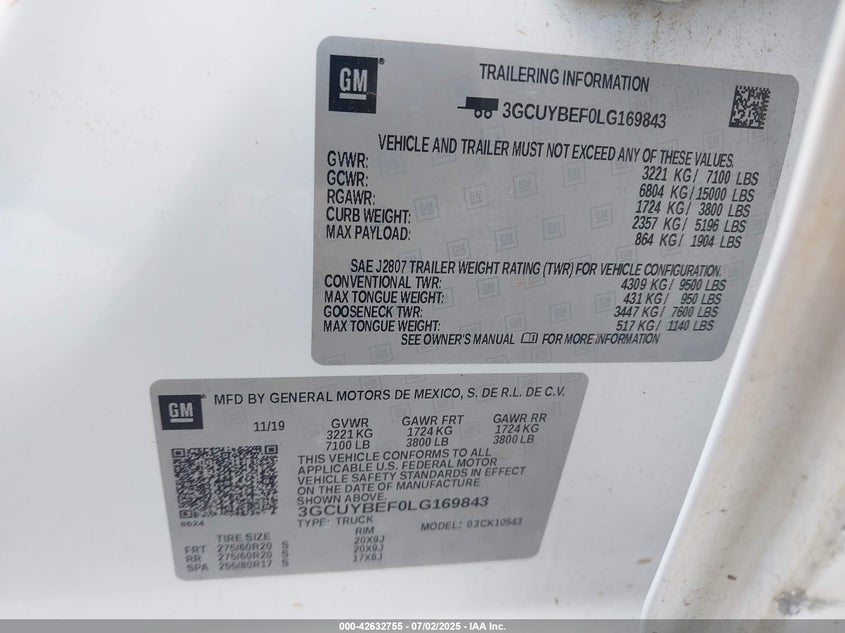 GM ®
TRAILERING INFORMATION
3GCUYBEF0LG169843
VEHICLE AND TRAILER MUST NOT EXCEED ANY OF THESE VALUES.
GVWR: 3221 KG/ 7100 LBS
GCWR: 6804 KG/ 15000 LBS
RGAWR: 1724 KG/ 3800 LBS
CURB WEIGHT: 2357 KG/ 5196 LBS
MAX PAYLOAD: 864 KG/ 1904 LBS
SAE J2807 TRAILER WEIGHT RATING (TWR) FOR VEHICLE CONFIGURATION.
CONVENTIONAL TWR: 4309 KG/ 9500 LBS
MAX TONGUE WEIGHT: 431 KG/ 950 LBS
GOOSENECK TWR: 3447 KG/ 7600 LBS
MAX TONGUE WEIGHT: 517 KG/ 1140 LBS
SEE OWNER'S MANUAL FOR MORE INFORMATION
GM
MFD BY GENERAL MOTORS DE MEXICO, S. DE R.L. DE C.V.
11/19 GVWR GAWR FRT GAWR RR
3221 KG 1724 KG 1724 KG
7100 LB 3800 LB 3800 LB
THIS VEHICLE CONFORMS TO ALL
APPLICABLE U.S. FEDERAL MOTOR
VEHICLE SAFETY STANDARDS IN EFFECT
ON THE DATE OF MANUFACTURE
SHOWN ABOVE.
3GCUYBEF0LG169843
8624
TYPE: TRUCK MODEL: 03CK10543
TIRE SIZE RIM
FRT 275/60R20 S 20X9J
RR 275/60R20 S 20X9J
SPA 255/80R17 S 17X8J
000-42632755 - 07/02/2025 - IAA Inc.